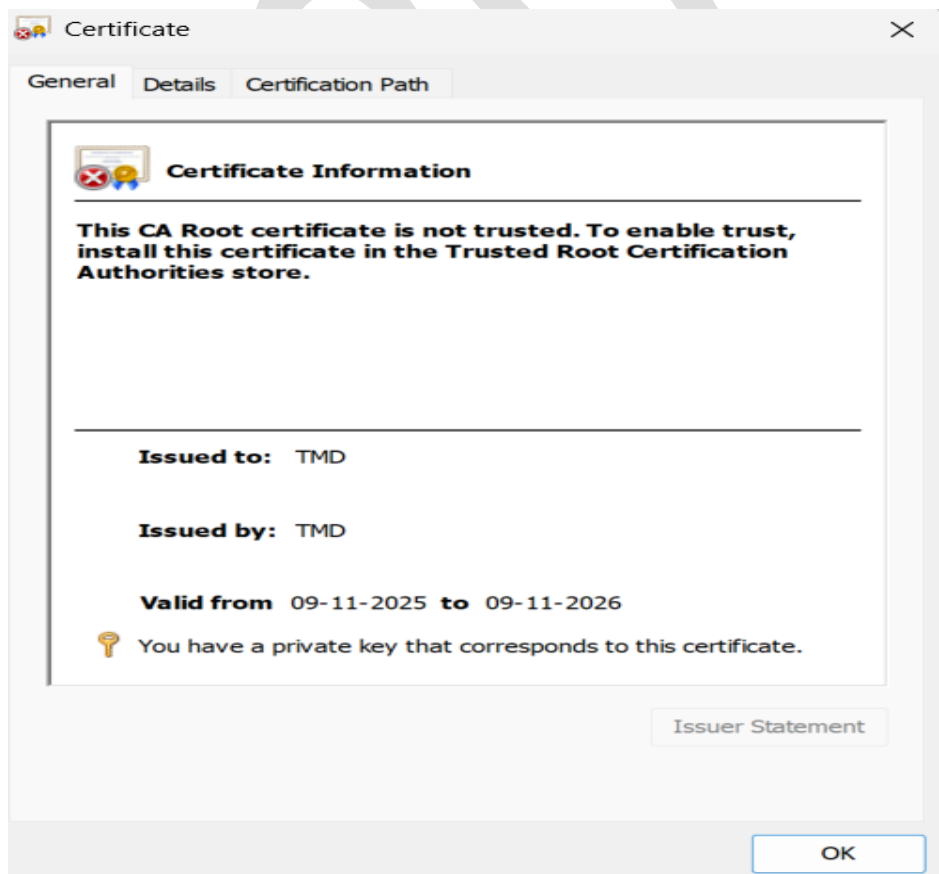 Certificate
General Details Certification Path
Certificate Information
This CA Root certificate is not trusted. To enable trust,
install this certificate in the Trusted Root Certification
Authorities store.
Issued to: TMD
Issued by: TMD
Valid from 09-11-2025 to 09-11-2026
You have a private key that corresponds to this certificate.
Issuer Statement
OK